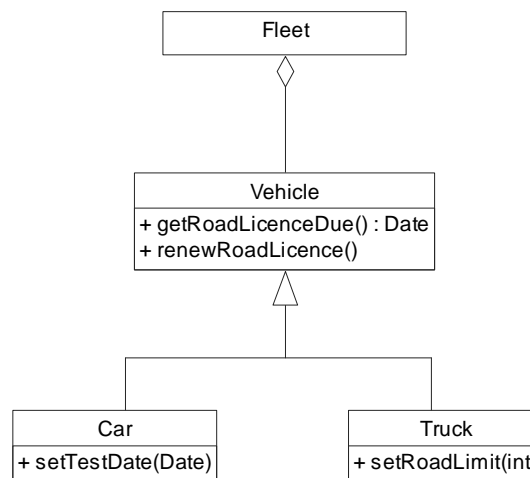 Fleet
Vehicle
+ getRoadLicenceDue() : Date
+ renewRoadLicence()
Car
+ setTestDate(Date)
Truck
+ setRoadLimit(int